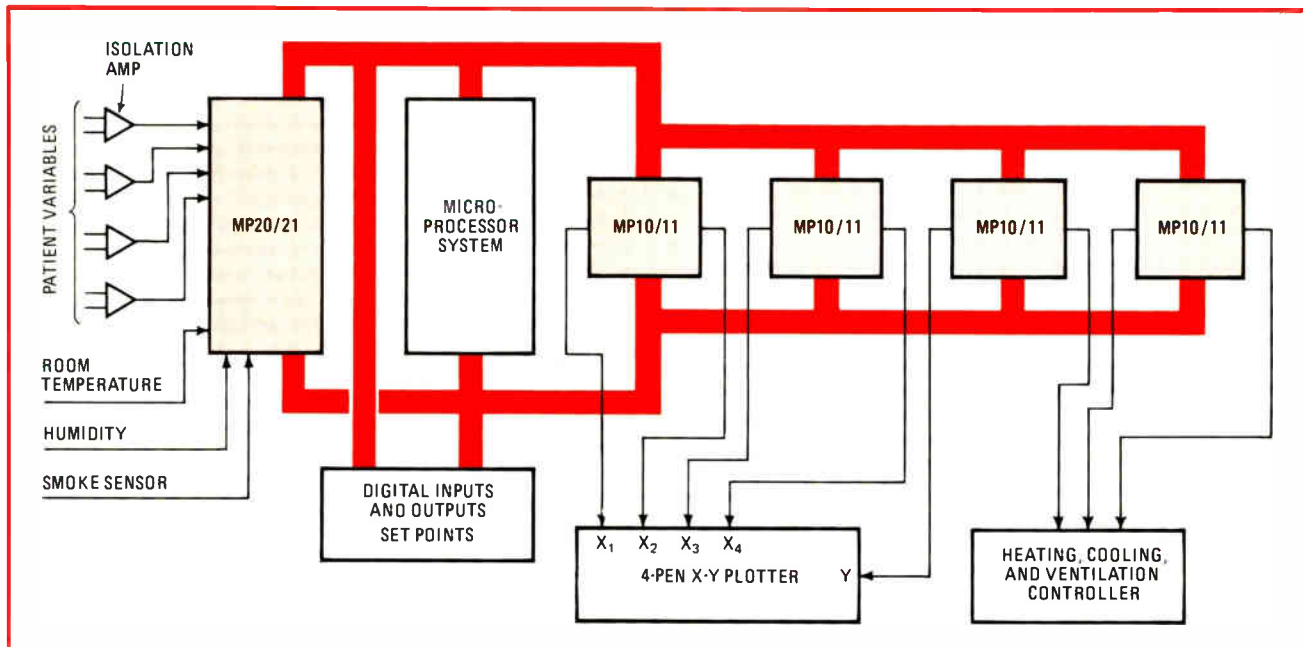 ISOLATION
AMP
PATIENT VARIABLES
MP20/21
MICRO-
PROCESSOR
SYSTEM
MP10/11
MP10/11
MP10/11
MP10/11
ROOM
TEMPERATURE
HUMIDITY
SMOKE SENSOR
DIGITAL INPUTS
AND OUTPUTS
SET POINTS
X1 X2 X3 X4
4-PEN X-Y PLOTTER Y
HEATING, COOLING,
AND VENTILATION
CONTROLLER